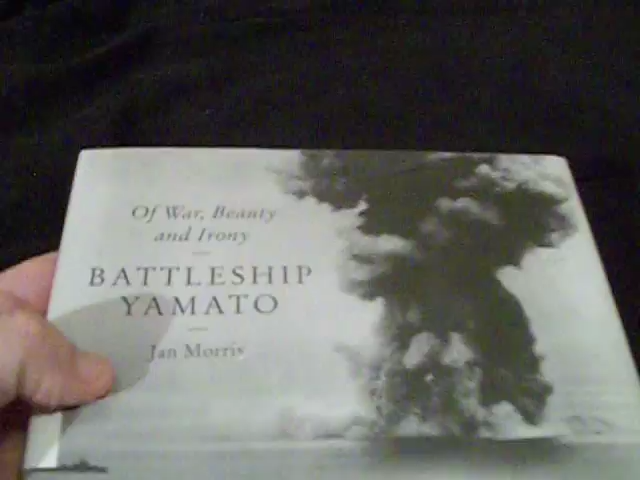 Of War, Beauty
and Irony
BATTLESHIP
YAMATO
Jan Morris